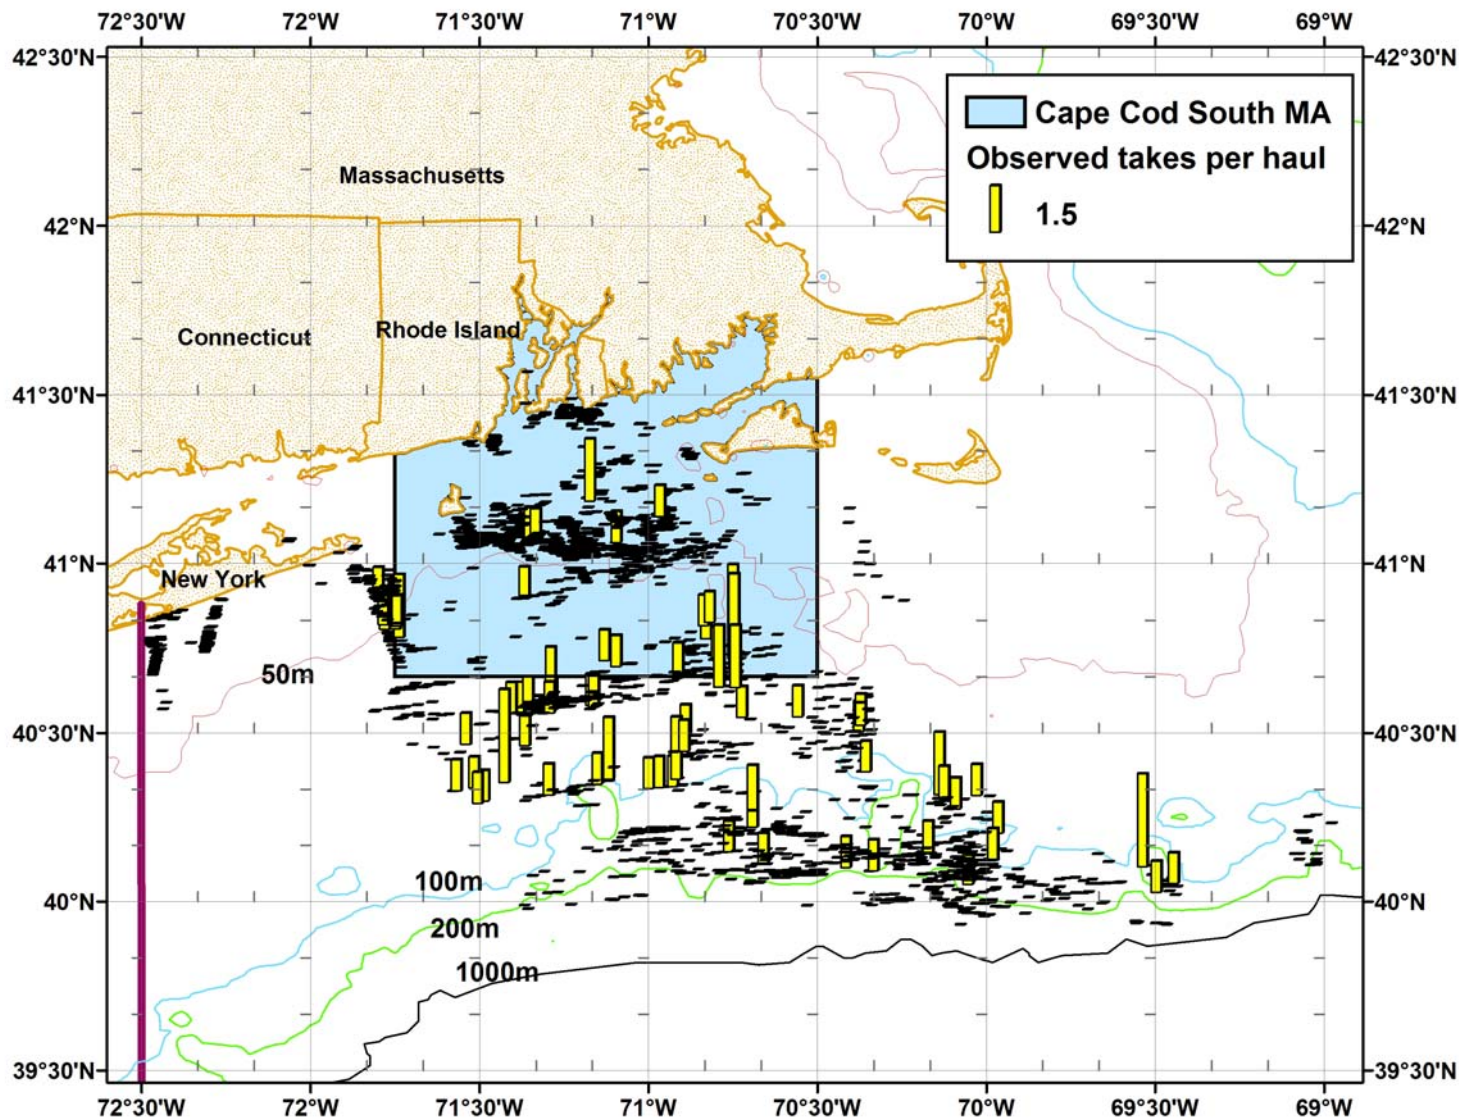 72°30'W 72°W 71°30'W 71°W 70°30'W 70°W 69°30'W 69°W
42°30'N 42°30'N
Cape Cod South MA
Observed takes per haul
1.5
Massachusetts
42°N 42°N
Connecticut
Rhode Island
41°30'N 41°30'N
41°N 41°N
New York
50m
40°30'N 40°30'N
100m
40°N 40°N
200m
1000m
39°30'N 39°30'N
72°30'W 72°W 71°30'W 71°W 70°30'W 70°W 69°30'W 69°W